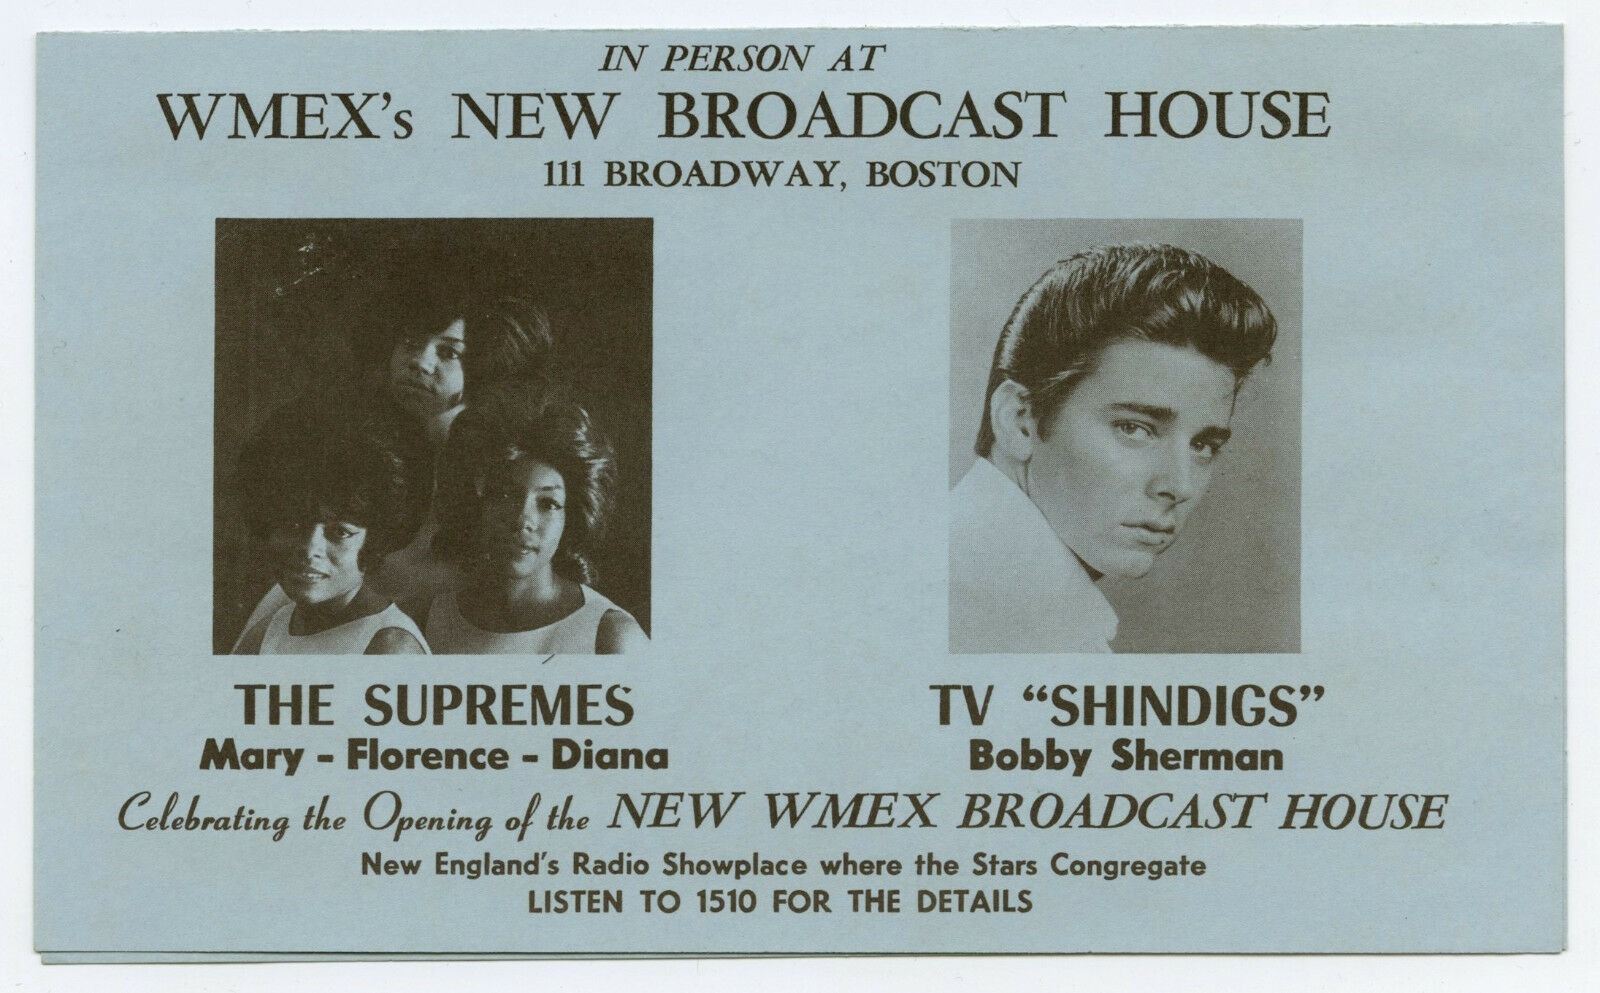 IN PERSON AT
WMEX's NEW BROADCAST HOUSE
111 BROADWAY, BOSTON
THE SUPREMES
Mary - Florence - Diana
TV "SHINDIGS"
Bobby Sherman
Celebrating the Opening of the NEW WMEX BROADCAST HOUSE
New England's Radio Showplace where the Stars Congregate
LISTEN TO 1510 FOR THE DETAILS